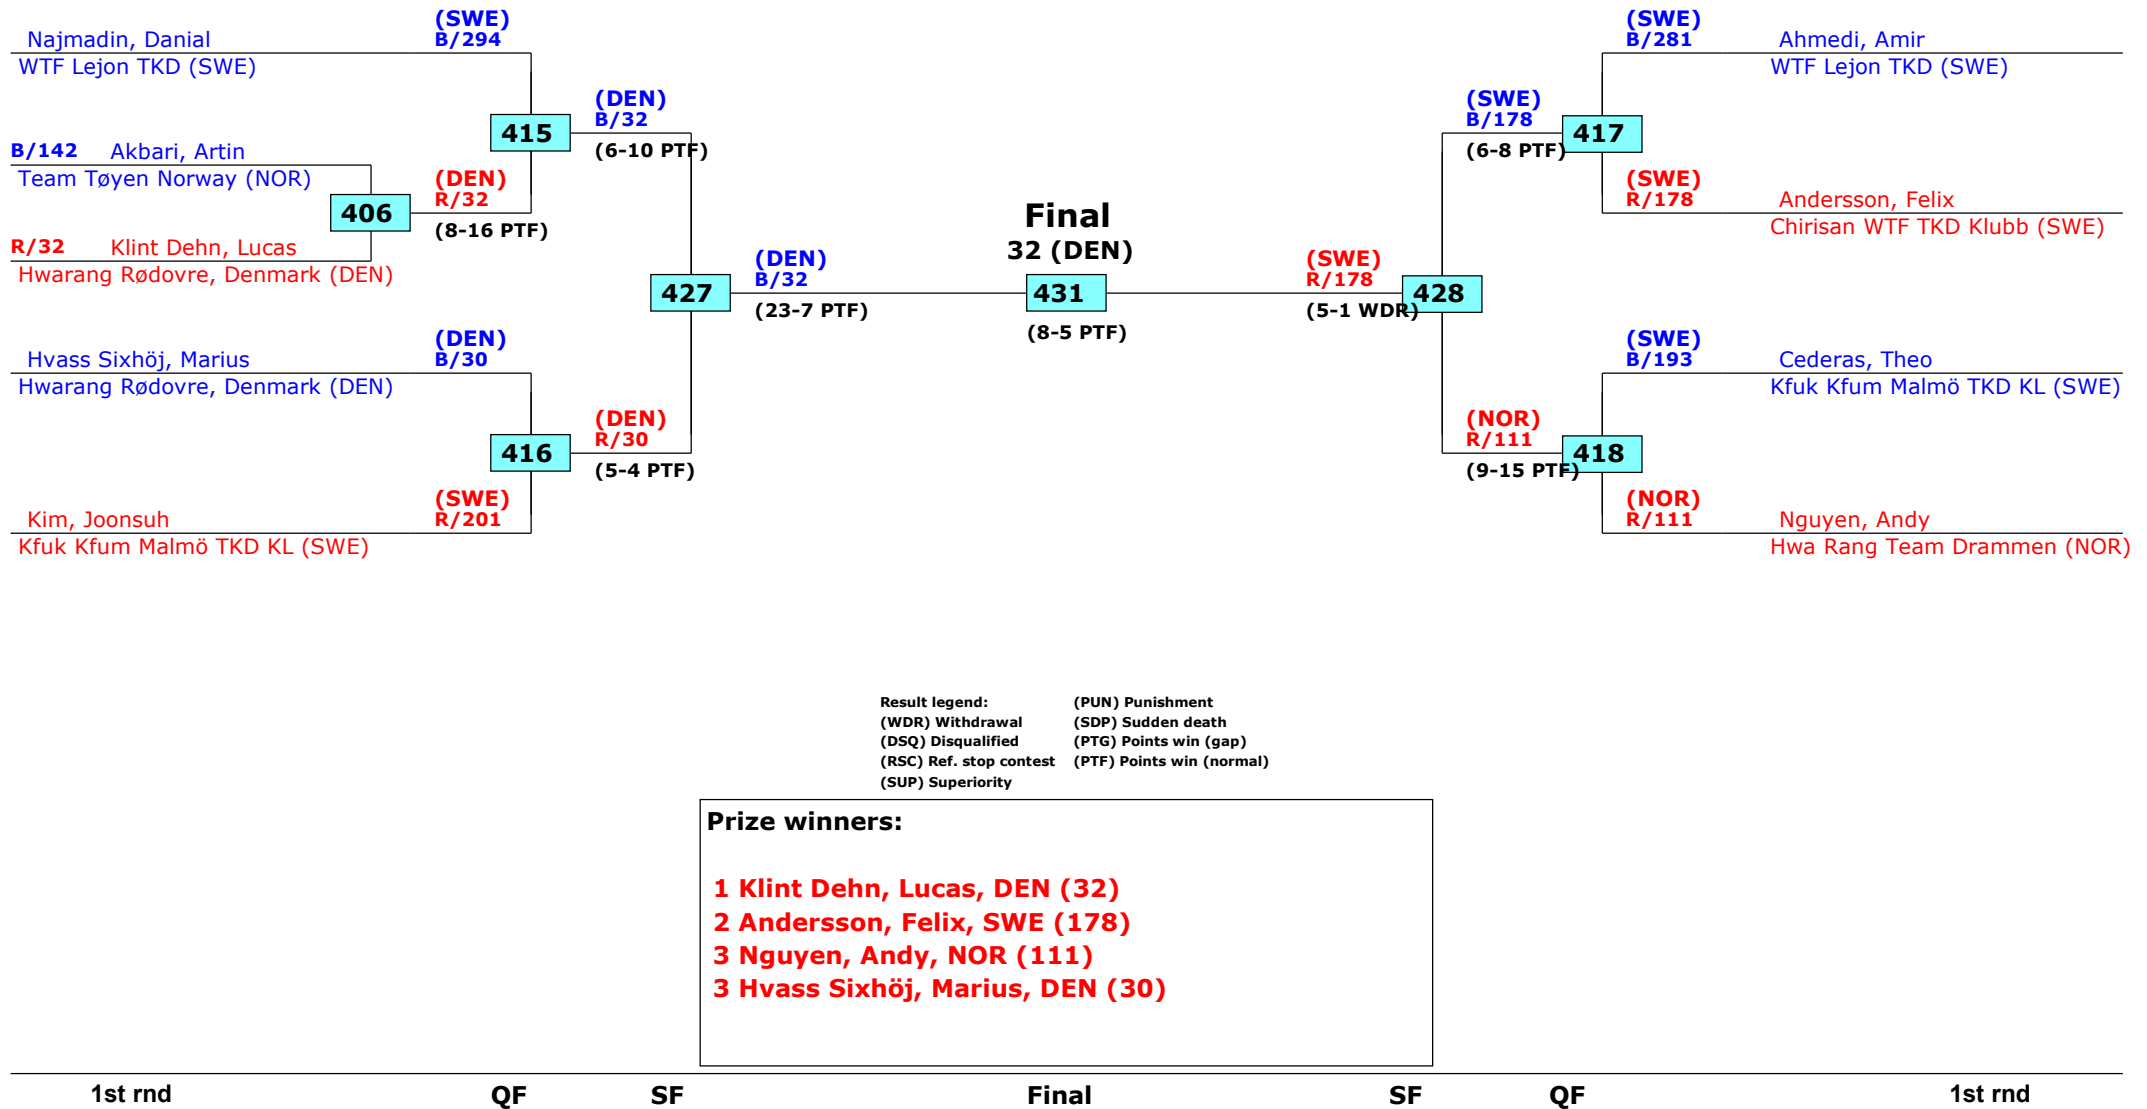 (SWE)
B/294
Najmadin, Danial
WTF Lejon TKD (SWE)
415
(DEN)
B/32
(6-10 PTF)
B/142 Akbari, Artin
Team Tøyen Norway (NOR)
406
(DEN)
R/32
(8-16 PTF)
R/32 Klint Dehn, Lucas
Hwarang Rødovre, Denmark (DEN)
427
(DEN)
B/32
(23-7 PTF)
(DEN)
B/30
Hvass Sixhöj, Marius
Hwarang Rødovre, Denmark (DEN)
416
(DEN)
R/30
(5-4 PTF)
(SWE)
R/201
Kim, Joonsuh
Kfuk Kfum Malmö TKD KL (SWE)
Final
32 (DEN)
431
(8-5 PTF)
(SWE)
B/281
Ahmedi, Amir
WTF Lejon TKD (SWE)
(SWE)
B/178
(6-8 PTF)
417
(SWE)
R/178
Andersson, Felix
Chirisan WTF TKD Klubb (SWE)
(SWE)
R/178
(5-1 WDR)
428
(SWE)
B/193
Cederas, Theo
Kfuk Kfum Malmö TKD KL (SWE)
(NOR)
R/111
(9-15 PTF)
418
(NOR)
R/111
Nguyen, Andy
Hwa Rang Team Drammen (NOR)
Result legend: (PUN) Punishment
(WDR) Withdrawal (SDP) Sudden death
(DSQ) Disqualified (PTG) Points win (gap)
(RSC) Ref. stop contest (PTF) Points win (normal)
(SUP) Superiority
Prize winners:
1 Klint Dehn, Lucas, DEN (32)
2 Andersson, Felix, SWE (178)
3 Nguyen, Andy, NOR (111)
3 Hvass Sixhöj, Marius, DEN (30)
1st rnd QF SF Final SF QF 1st rnd